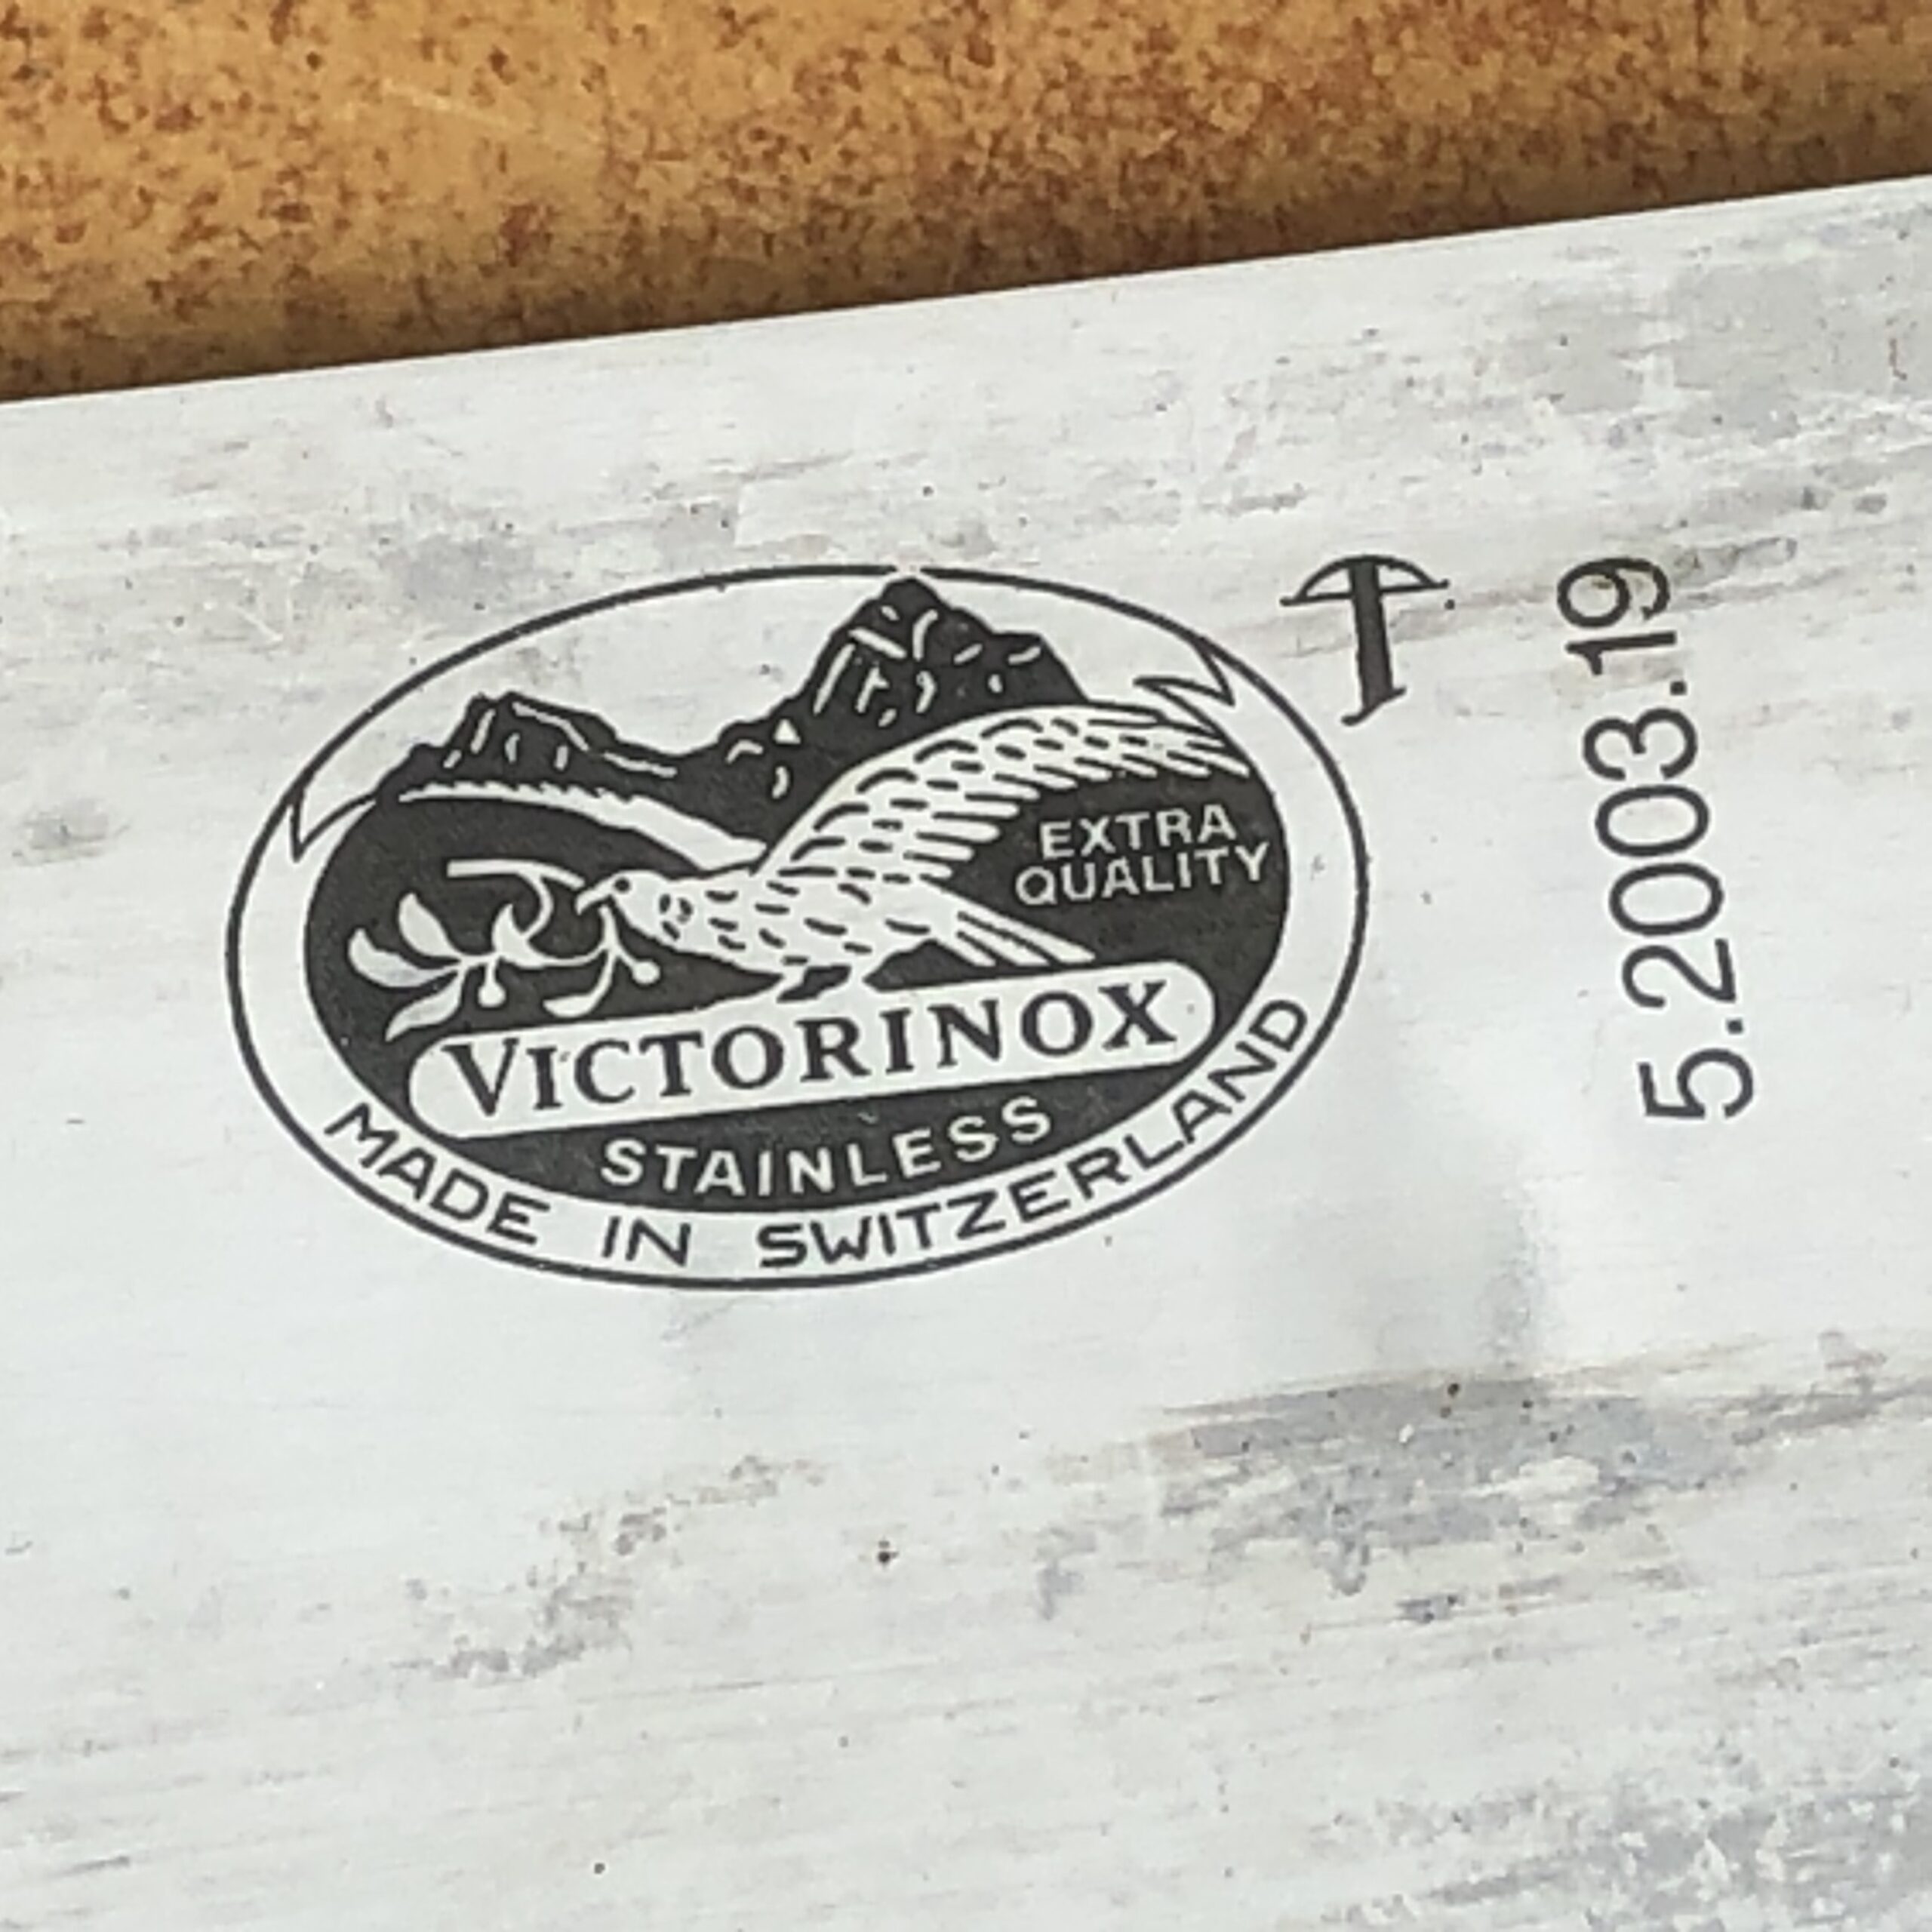 EXTRA
QUALITY
VICTORINOX
STAINLESS
MADE IN SWITZERLAND
5.2003.19